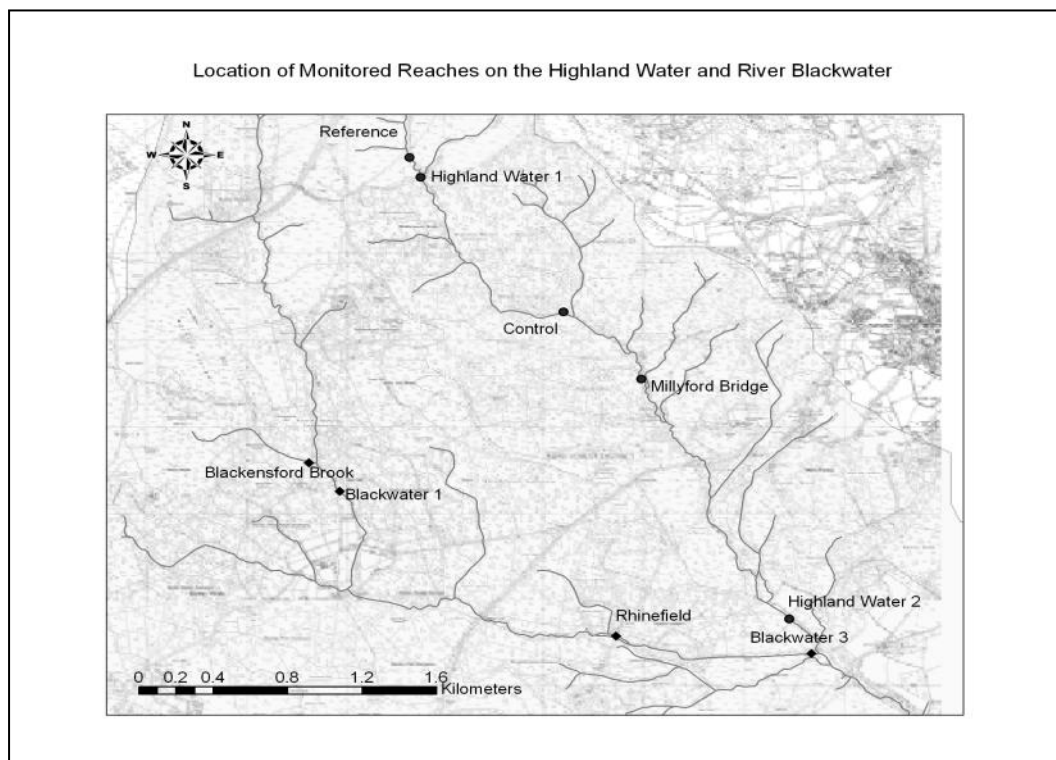 Location of Monitored Reaches on the Highland Water and River Blackwater
N
W E
S
Reference
Highland Water 1
Control
Millyford Bridge
Blackensford Brook
Blackwater 1
Highland Water 2
Rhinefield
Blackwater 3
0 0.2 0.4 0.8 1.2 1.6
Kilometers